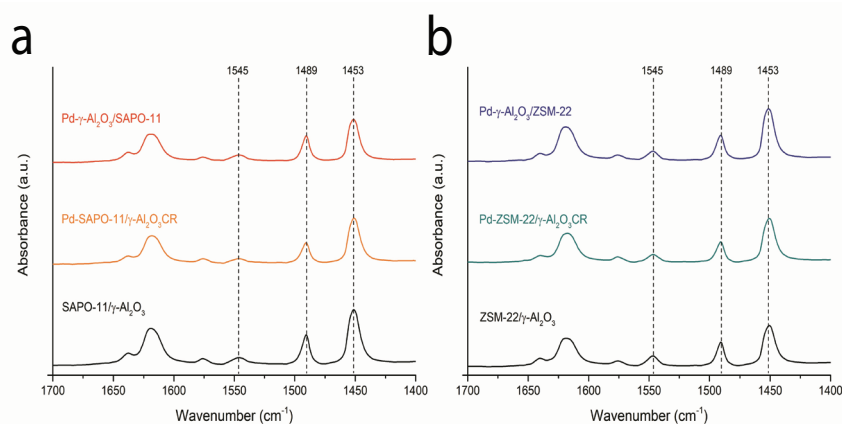 a
1545 1489 1453
Pd-γ-Al₂O₃/SAPO-11
Pd-SAPO-11/γ-Al₂O₃CR
SAPO-11/γ-Al₂O₃
Absorbance (a.u.)
1700 1650 1600 1550 1500 1450 1400
Wavenumber (cm⁻¹)
b
1545 1489 1453
Pd-γ-Al₂O₃/ZSM-22
Pd-ZSM-22/γ-Al₂O₃CR
ZSM-22/γ-Al₂O₃
Absorbance (a.u.)
1700 1650 1600 1550 1500 1450 1400
Wavenumber (cm⁻¹)